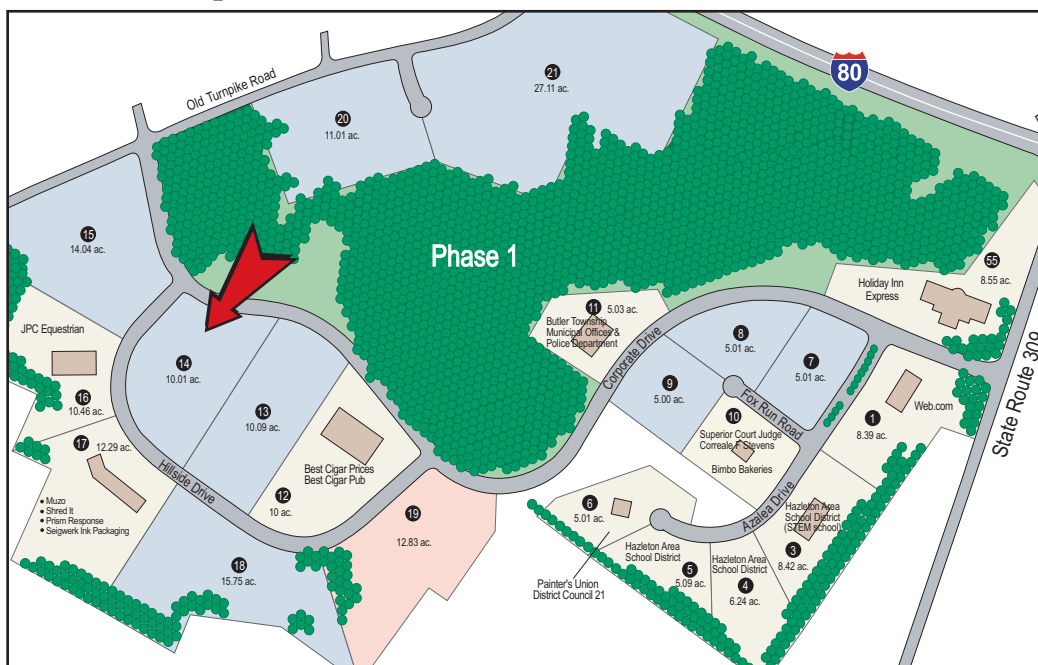 80
Old Turnpike Road
21
27.11 ac.
20
11.01 ac.
15
14.04 ac.
Phase 1
55
8.55 ac.
Holiday Inn
Express
11
5.03 ac.
Butler Township
Municipal Offices &
Police Department
Corporate Drive
8
5.01 ac.
7
5.01 ac.
9
5.00 ac.
Fox Run Road
10
Superior Court Judge
Correale F Stevens
Bimbo Bakeries
1
8.39 ac.
Web.com
State Route 309
JPC Equestrian
16
10.46 ac.
14
10.01 ac.
13
10.09 ac.
Best Cigar Prices
Best Cigar Pub
12
10 ac.
17
12.29 ac.
• Muzo
• Shred It
• Prism Response
• Seigwerk Ink Packaging
Hillside Drive
18
15.75 ac.
19
12.83 ac.
6
5.01 ac.
Painter's Union
District Council 21
Azalea Drive
Hazleton Area
School District
5
5.09 ac.
Hazleton Area
School District
4
6.24 ac.
Hazleton Area
School District
(STEM school)
3
8.42 ac.